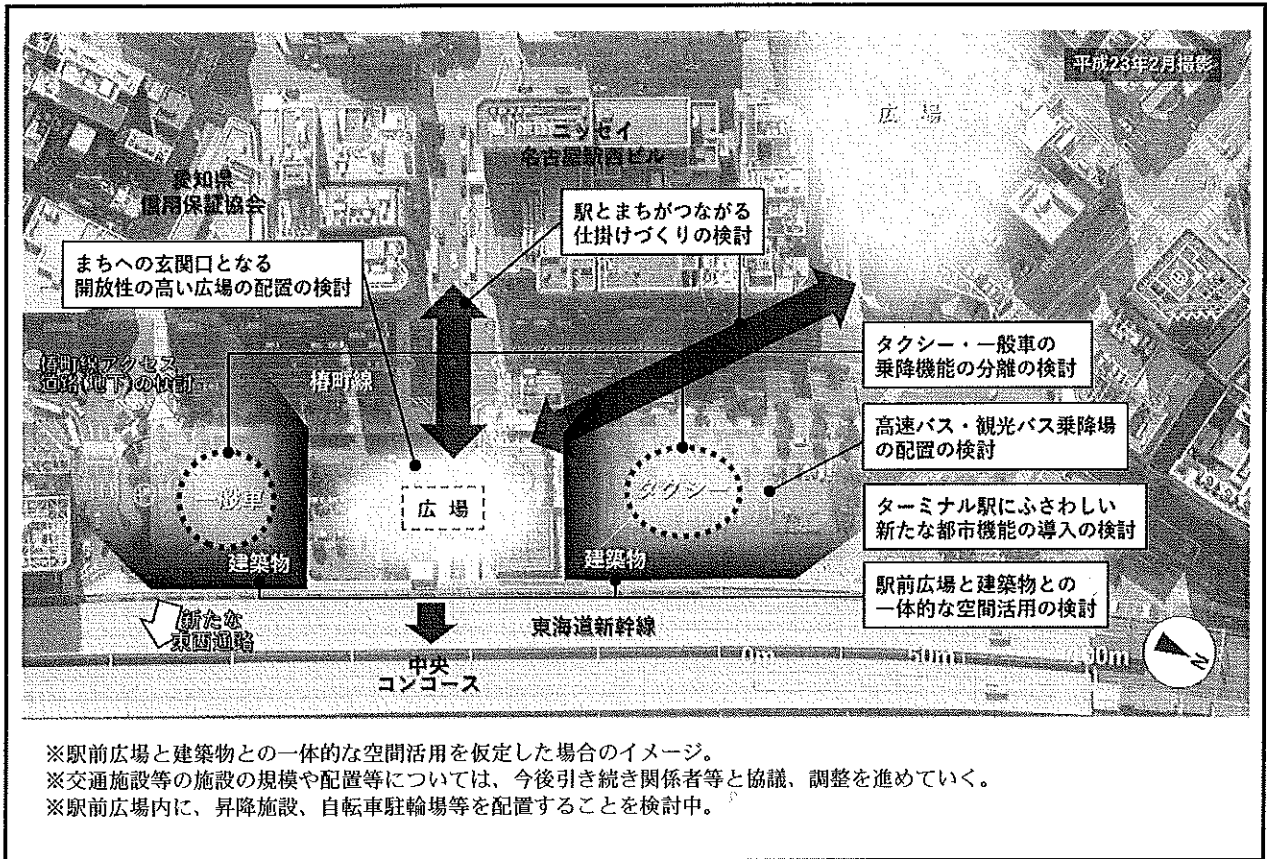 平成23年2月撮影
広場
ニッセイ
名古屋駅西ビル
愛知県
信用保証協会
駅とまちがつながる
仕掛けづくりの検討
まちへの玄関口となる
開放性の高い広場の配置の検討
タクシー・一般車の
乗降機能の分離の検討
椿町線アクセス
道路(地下)の検討
椿町線
高速バス・観光バス乗降場
の配置の検討
一般車
広場
タクシー
ターミナル駅にふさわしい
新たな都市機能の導入の検討
建築物
建築物
駅前広場と建築物との
一体的な空間活用の検討
新たな
東西通路
東海道新幹線
中央
コンコース
0m
50m
N
※駅前広場と建築物との一体的な空間活用を仮定した場合のイメージ。
※交通施設等の施設の規模や配置等については、今後引き続き関係者等と協議、調整を進めていく。
※駅前広場内に、昇降施設、自転車駐輪場等を配置することを検討中。